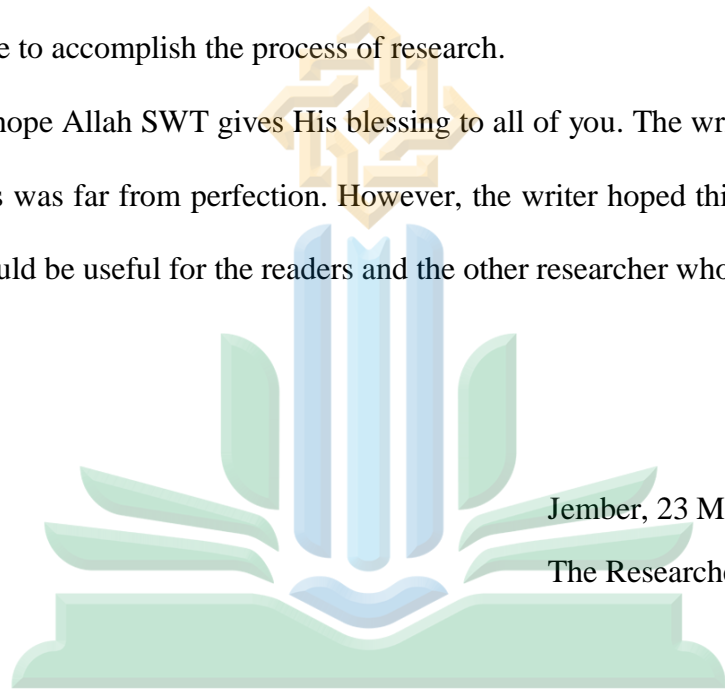 e to accomplish the process of research.
hope Allah SWT gives His blessing to all of you. The wr
s was far from perfection. However, the writer hoped thi
uld be useful for the readers and the other researcher who
Jember, 23 M
The Research